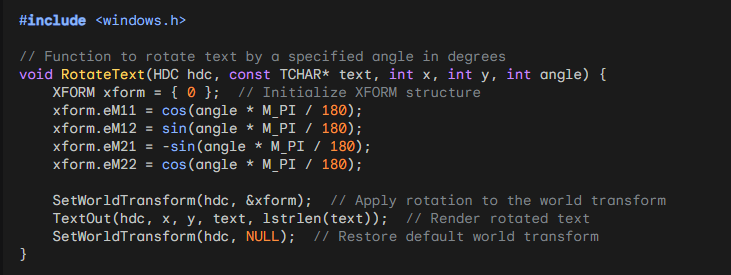 #include <windows.h>

// Function to rotate text by a specified angle in degrees
void RotateText(HDC hdc, const TCHAR* text, int x, int y, int angle) {
    XFORM xform = { 0 };  // Initialize XFORM structure
    xform.eM11 = cos(angle * M_PI / 180);
    xform.eM12 = sin(angle * M_PI / 180);
    xform.eM21 = -sin(angle * M_PI / 180);
    xform.eM22 = cos(angle * M_PI / 180);

    SetWorldTransform(hdc, &xform);  // Apply rotation to the world transform
    TextOut(hdc, x, y, text, lstrlen(text));  // Render rotated text
    SetWorldTransform(hdc, NULL);  // Restore default world transform
}